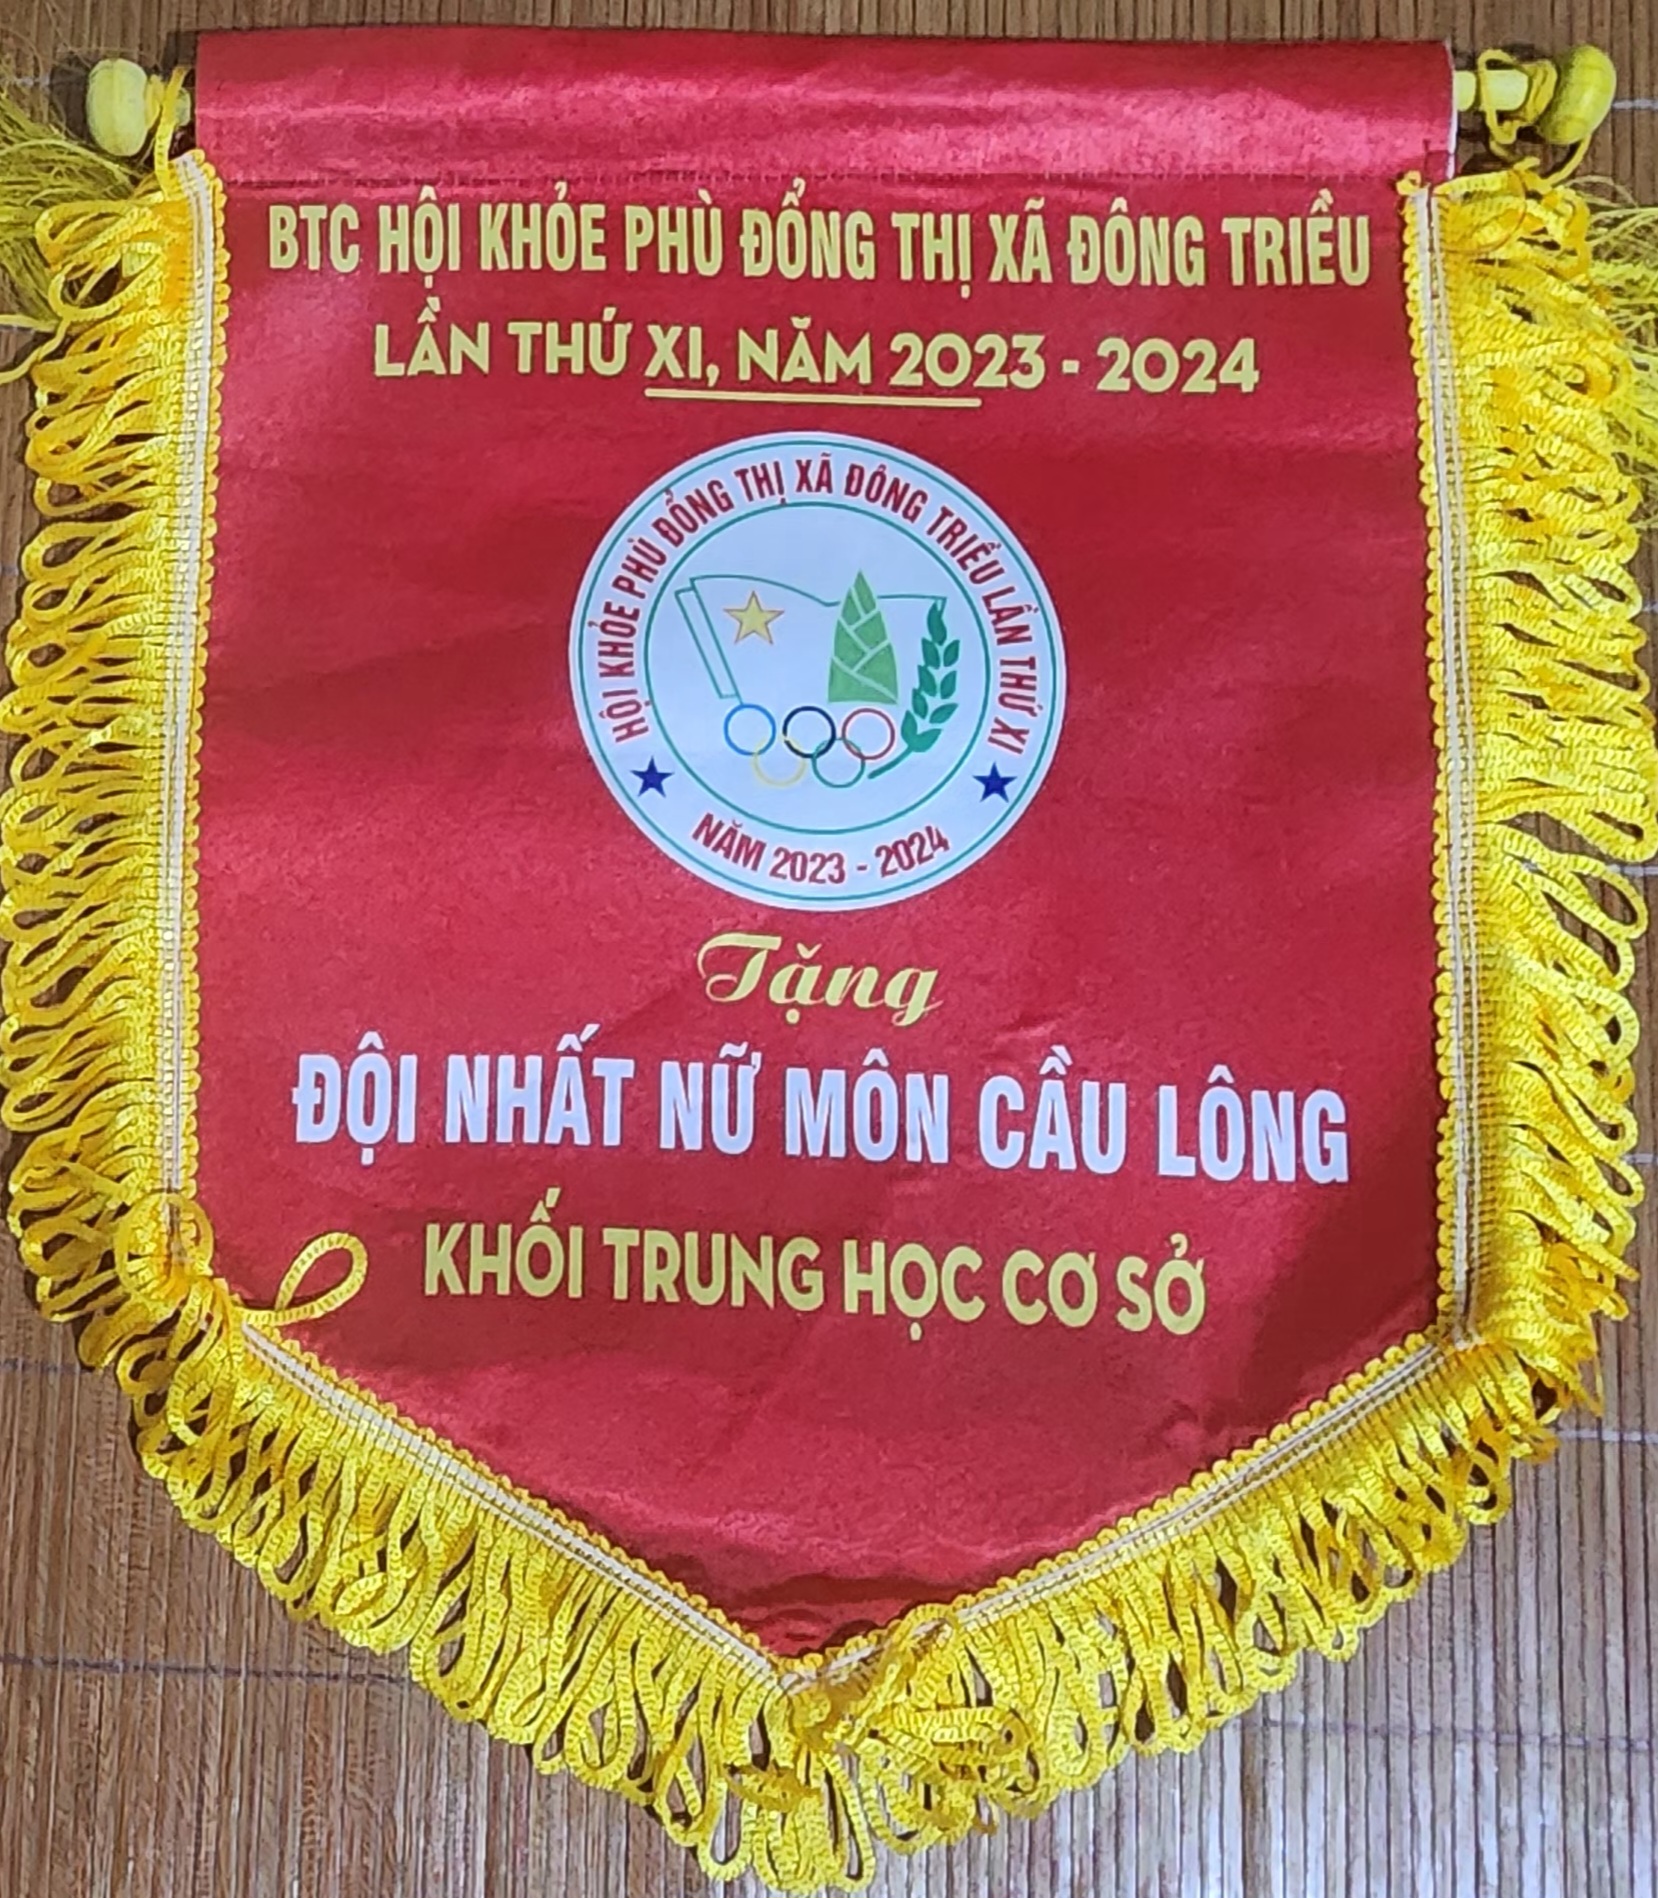 BTC HỘI KHỎE PHÙ ĐỔNG THỊ XÃ ĐÔNG TRIỀU
LẦN THỨ XI, NĂM 2023 - 2024
HỘI KHỎE PHÙ ĐỔNG THỊ XÃ ĐÔNG TRIỀU LẦN THỨ XI
NĂM 2023 - 2024
Tặng
ĐỘI NHẤT NỮ MÔN CẦU LÔNG
KHỐI TRUNG HỌC CƠ SỞ